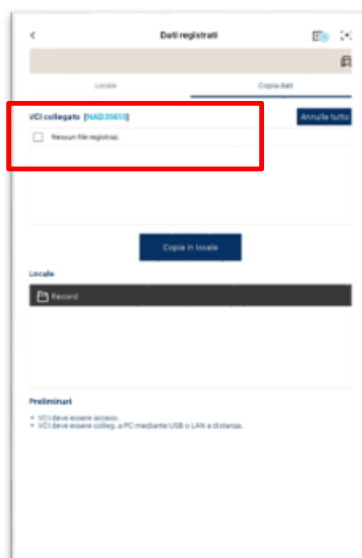 Dati registrati
Locale
Copia dati
VCI collegato
Annulla tutto
Nessun file registraz.
Copia in locale
Locale
Record
Preliminari
• VCI deve essere acceso.
• VCI deve essere colleg. a PC mediante USB o LAN a distanza.